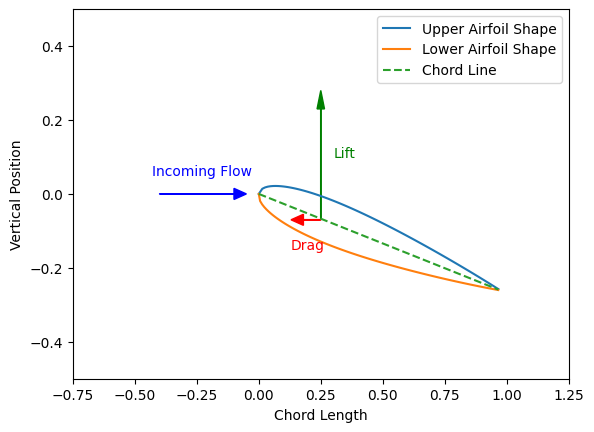 Upper Airfoil Shape
Lower Airfoil Shape
Chord Line
Incoming Flow
Lift
Drag
Vertical Position
0.4
0.2
0.0
−0.2
−0.4
−0.75 −0.50 −0.25 0.00 0.25 0.50 0.75 1.00 1.25
Chord Length